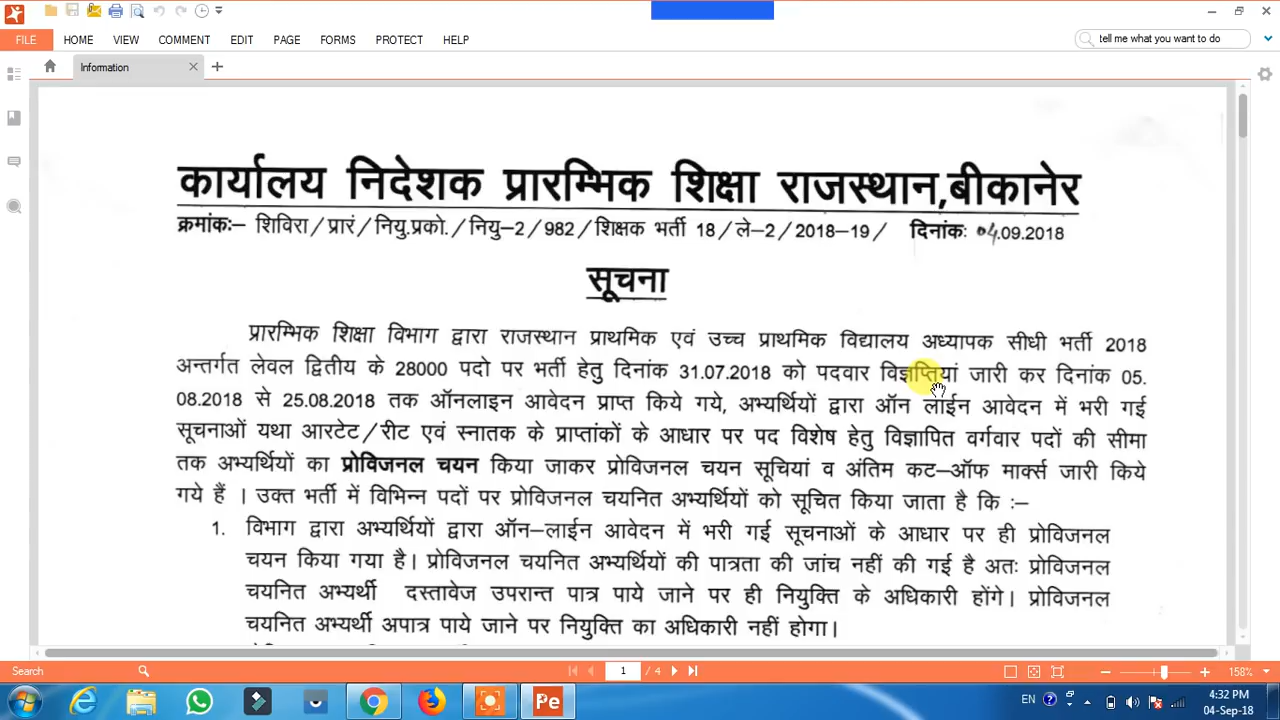 FILE HOME VIEW COMMENT EDIT PAGE FORMS PROTECT HELP tell me what you want to do
Information
कार्यालय निदेशक प्रारम्भिक शिक्षा राजस्थान,बीकानेर
क्रमांकः– शिविरा/प्रारं/नियु.प्रको./नियु–2/982/शिक्षक भर्ती 18/ले–2/2018–19/ दिनांकः 04.09.2018
सूचना
प्रारम्भिक शिक्षा विभाग द्वारा राजस्थान प्राथमिक एवं उच्च प्राथमिक विद्यालय अध्यापक सीधी भर्ती 2018
अन्तर्गत लेवल द्वितीय के 28000 पदो पर भर्ती हेतु दिनांक 31.07.2018 को पदवार विज्ञप्तियां जारी कर दिनांक 05.
08.2018 से 25.08.2018 तक ऑनलाइन आवेदन प्राप्त किये गये, अभ्यर्थियों द्वारा ऑन लाईन आवेदन में भरी गई
सूचनाओं यथा आरटेट/रीट एवं स्नातक के प्राप्तांकों के आधार पर पद विशेष हेतु विज्ञापित वर्गवार पदों की सीमा
तक अभ्यर्थियों का प्रोविजनल चयन किया जाकर प्रोविजनल चयन सूचियां व अंतिम कट–ऑफ मार्क्स जारी किये
गये हैं । उक्त भर्ती में विभिन्न पदों पर प्रोविजनल चयनित अभ्यर्थियों को सूचित किया जाता है कि :–
1. विभाग द्वारा अभ्यर्थियों द्वारा ऑन–लाईन आवेदन में भरी गई सूचनाओं के आधार पर ही प्रोविजनल
चयन किया गया है। प्रोविजनल चयनित अभ्यर्थियों की पात्रता की जांच नहीं की गई है अतः प्रोविजनल
चयनित अभ्यर्थी दस्तावेज उपरान्त पात्र पाये जाने पर ही नियुक्ति के अधिकारी होंगे। प्रोविजनल
चयनित अभ्यर्थी अपात्र पाये जाने पर नियुक्ति का अधिकारी नहीं होगा।
Search 1 / 4 158%
Pe EN 4:32 PM
04-Sep-18